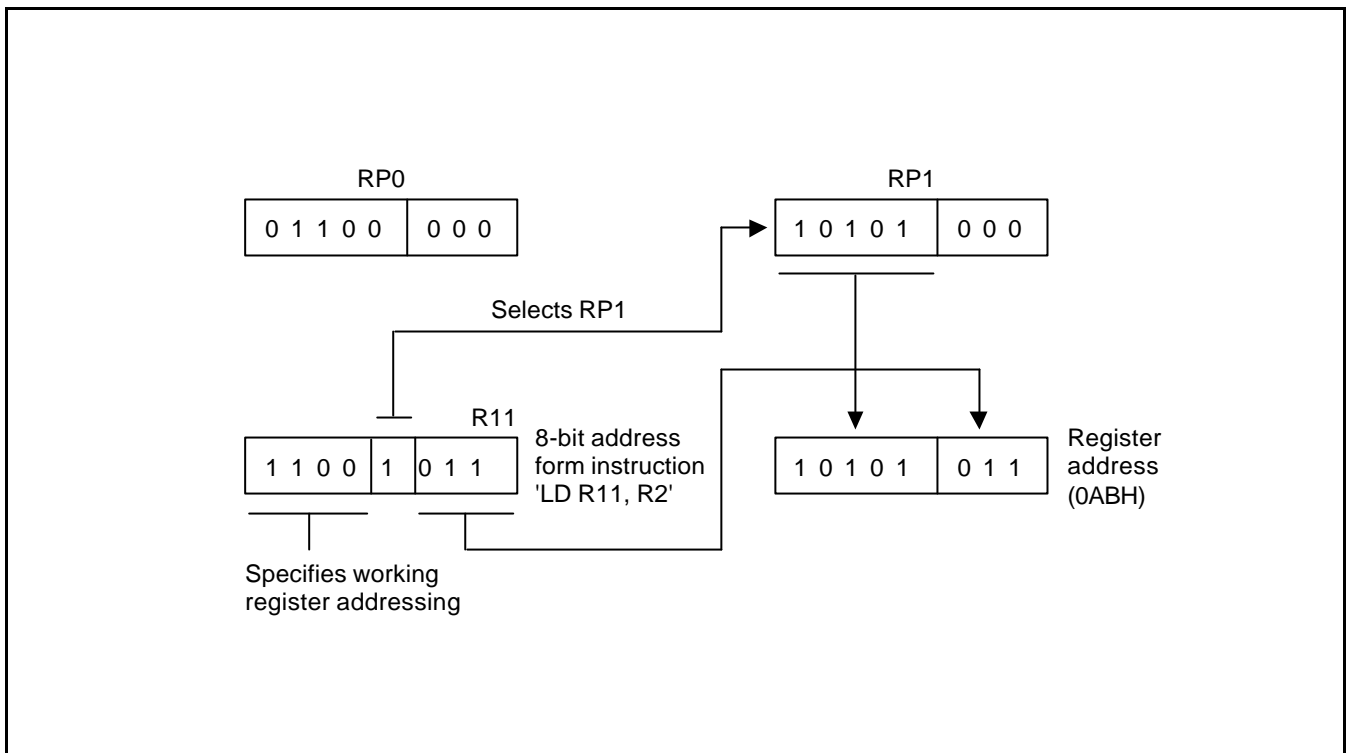 RP0
0 1 1 0 0 0 0 0
RP1
1 0 1 0 1 0 0 0
Selects RP1
R11
1 1 0 0 1 0 1 1
8-bit address
form instruction
'LD R11, R2'
1 0 1 0 1 0 1 1
Register
address
(0ABH)
Specifies working
register addressing